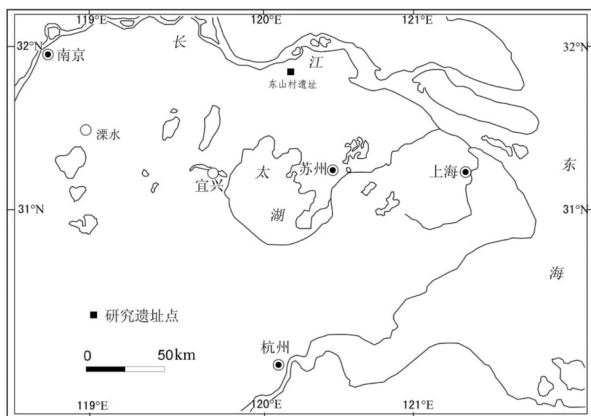 119°E
120°E
121°E
32°N
长
32°N
南京
江
东山村遗址
溧水
太
苏州
上海
东
宜兴
31°N
湖
31°N
海
研究遗址点
0
50km
杭州
119°E
120°E
121°E